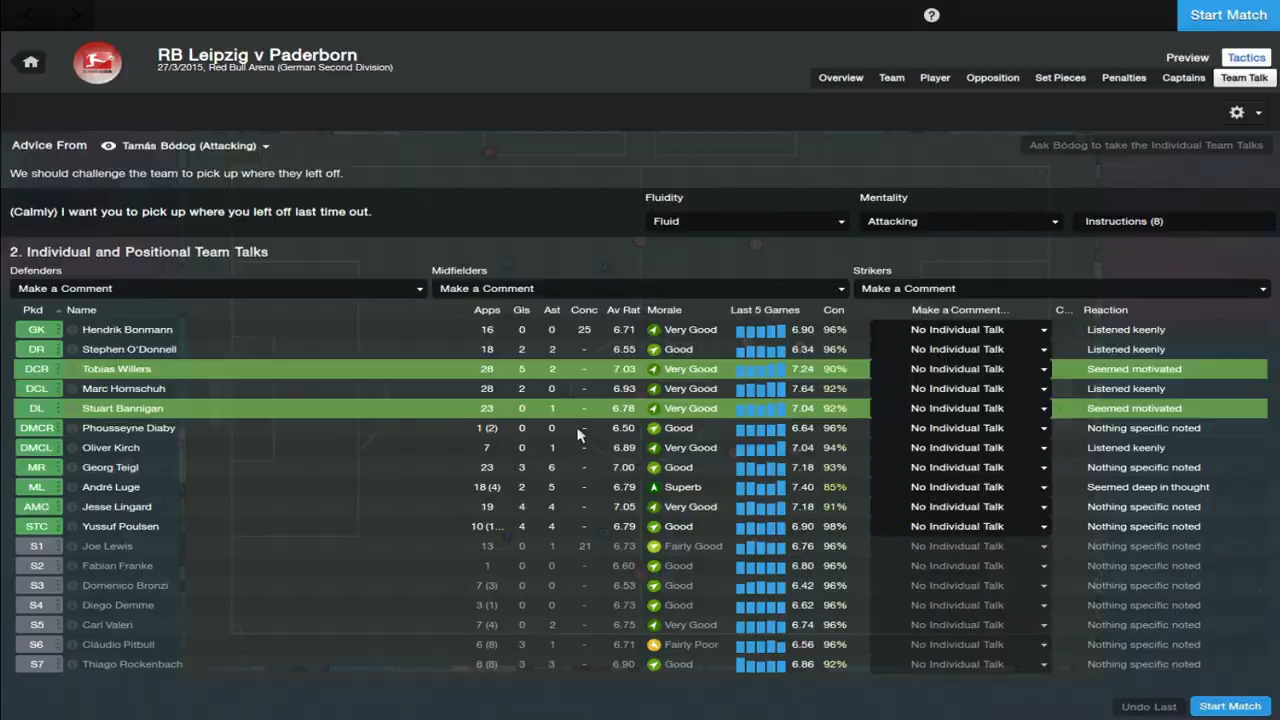 Start Match
RB Leipzig v Paderborn
27/3/2015, Red Bull Arena (German Second Division)
Preview Tactics
Overview Team Player Opposition Set Pieces Penalties Captains Team Talk
Advice From Tamás Bódog (Attacking) Ask Bódog to take the Individual Team Talks
We should challenge the team to pick up where they left off.
Fluidity Mentality
(Calmly) I want you to pick up where you left off last time out. Fluid Attacking Instructions (8)
2. Individual and Positional Team Talks
Defenders Midfielders Strikers
Make a Comment Make a Comment Make a Comment
Pkd Name Apps Gls Ast Conc Av Rat Morale Last 5 Games Con Make a Comment... C... Reaction
GK Hendrik Bonmann 16 0 0 25 6.71 Very Good 6.90 96% No Individual Talk Listened keenly
DR Stephen O'Donnell 18 2 2 - 6.55 Good 6.34 96% No Individual Talk Listened keenly
DCR Tobias Willers 28 5 2 - 7.03 Very Good 7.24 90% No Individual Talk Seemed motivated
DCL Marc Hornschuh 28 2 0 - 6.93 Very Good 7.64 92% No Individual Talk Listened keenly
DL Stuart Bannigan 23 0 1 - 6.78 Very Good 7.04 92% No Individual Talk Seemed motivated
DMCR Phousseyne Diaby 1 (2) 0 0 - 6.50 Good 6.64 96% No Individual Talk Nothing specific noted
DMCL Oliver Kirch 7 0 1 - 6.89 Very Good 7.04 94% No Individual Talk Listened keenly
MR Georg Teigl 23 3 6 - 7.00 Good 7.18 93% No Individual Talk Nothing specific noted
ML André Luge 18 (4) 2 5 - 6.79 Superb 7.40 85% No Individual Talk Seemed deep in thought
AMC Jesse Lingard 19 4 4 - 7.05 Very Good 7.18 91% No Individual Talk Nothing specific noted
STC Yussuf Poulsen 10 (1... 4 4 - 6.79 Good 6.90 98% No Individual Talk Nothing specific noted
S1 Joe Lewis 13 0 1 21 6.73 Fairly Good 6.76 96% No Individual Talk Nothing specific noted
S2 Fabian Franke 1 0 0 - 6.60 Good 6.80 96% No Individual Talk Nothing specific noted
S3 Domenico Bronzi 7 (3) 0 0 - 6.53 Good 6.42 96% No Individual Talk Nothing specific noted
S4 Diego Demme 3 (1) 0 0 - 6.73 Good 6.62 96% No Individual Talk Nothing specific noted
S5 Carl Valeri 7 (4) 0 2 - 6.75 Very Good 6.74 96% No Individual Talk Nothing specific noted
S6 Cláudio Pitbull 6 (8) 3 1 - 6.71 Fairly Poor 6.56 96% No Individual Talk Nothing specific noted
S7 Thiago Rockenbach 8 (8) 3 3 - 6.90 Good 6.86 92% No Individual Talk Nothing specific noted
Undo Last Start Match